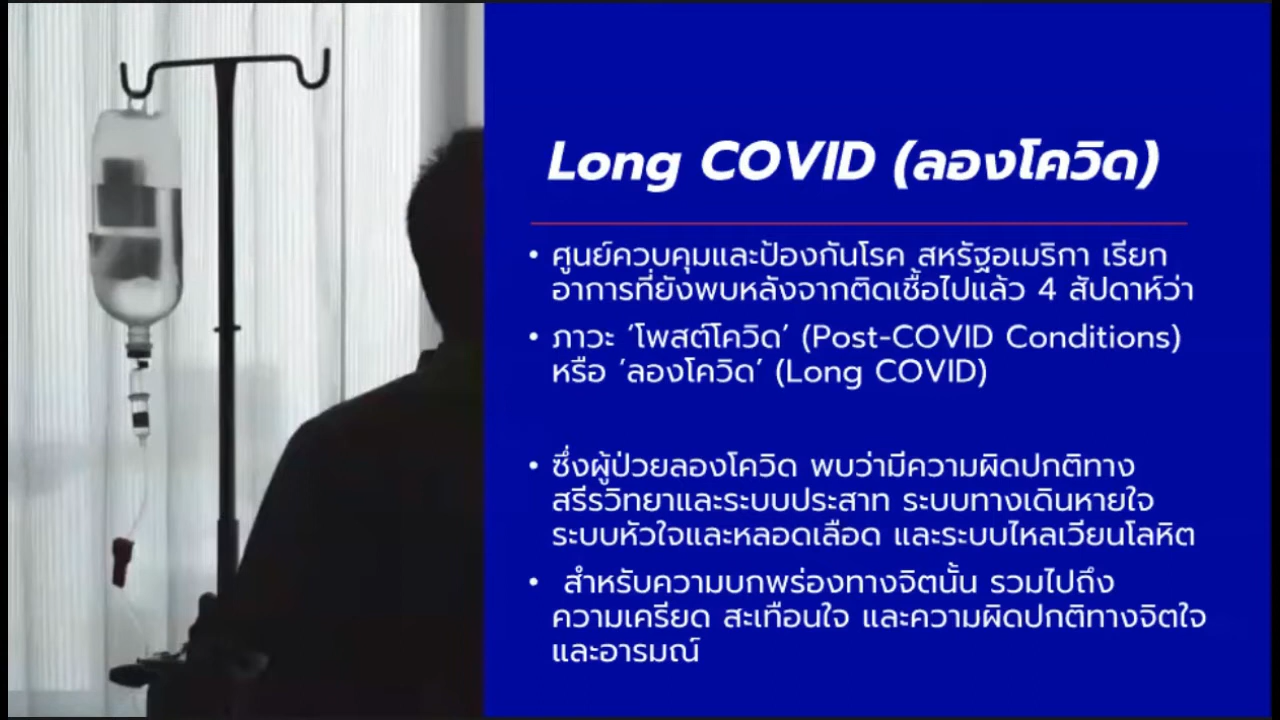 Long COVID (ลองโควิด)
• ศูนย์ควบคุมและป้องกันโรค สหรัฐอเมริกา เรียก
อาการที่ยังพบหลังจากติดเชื้อไปแล้ว 4 สัปดาห์ว่า
• ภาวะ ‘โพสต์โควิด’ (Post-COVID Conditions)
หรือ ’ลองโควิด’ (Long COVID)
• ซึ่งผู้ป่วยลองโควิด พบว่ามีความผิดปกติทาง
สรีรวิทยาและระบบประสาท ระบบทางเดินหายใจ
ระบบหัวใจและหลอดเลือด และระบบไหลเวียนโลหิต
• สำหรับความบกพร่องทางจิตนั้น รวมไปถึง
ความเครียด สะเทือนใจ และความผิดปกติทางจิตใจ
และอารมณ์